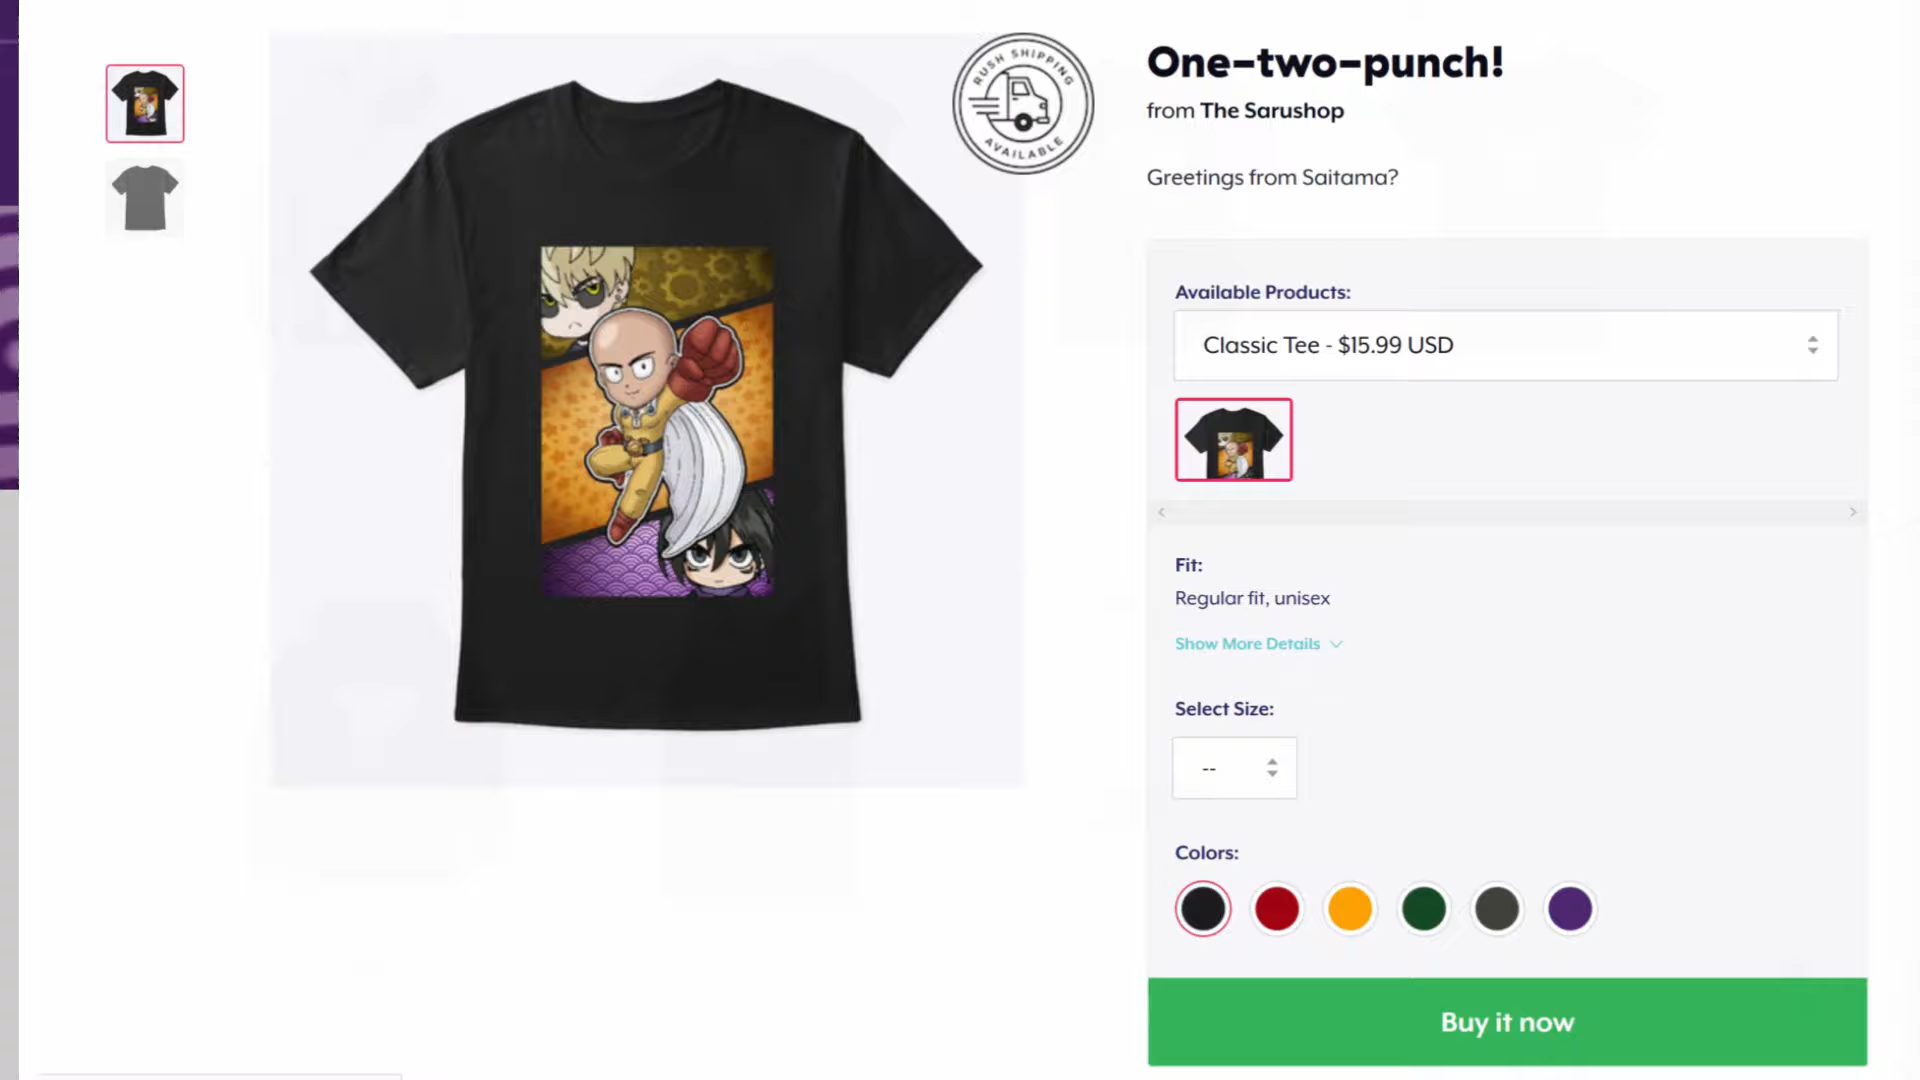 RUSH SHIPPING
AVAILABLE
One-two-punch!
from The Sarushop
Greetings from Saitama?
Available Products:
Classic Tee - $15.99 USD
Fit:
Regular fit, unisex
Show More Details
Select Size:
--
Colors:
Buy it now